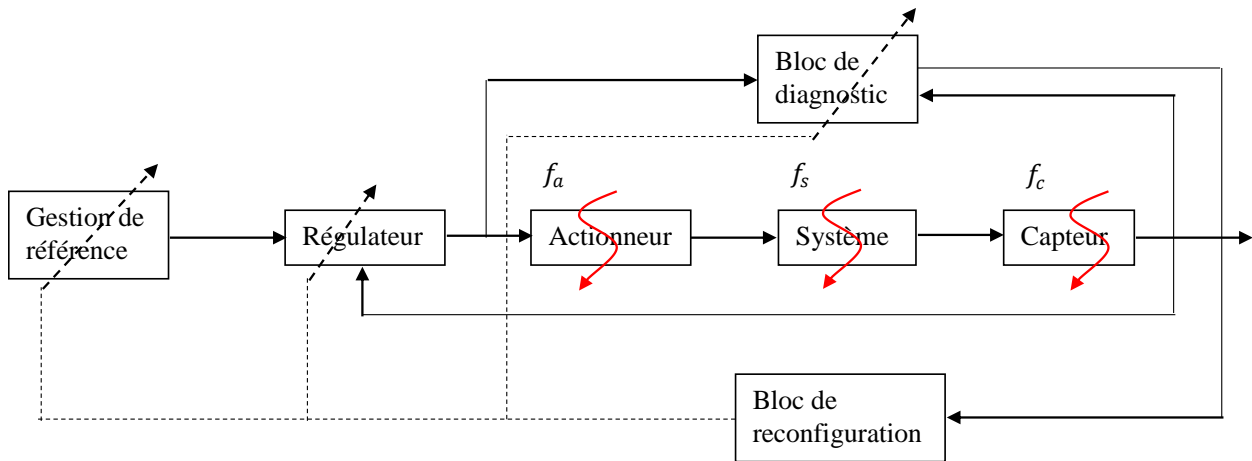 Bloc de
diagnostic
f_a
f_s
f_c
Gestion de
référence
Régulateur
Actionneur
Système
Capteur
Bloc de
reconfiguration